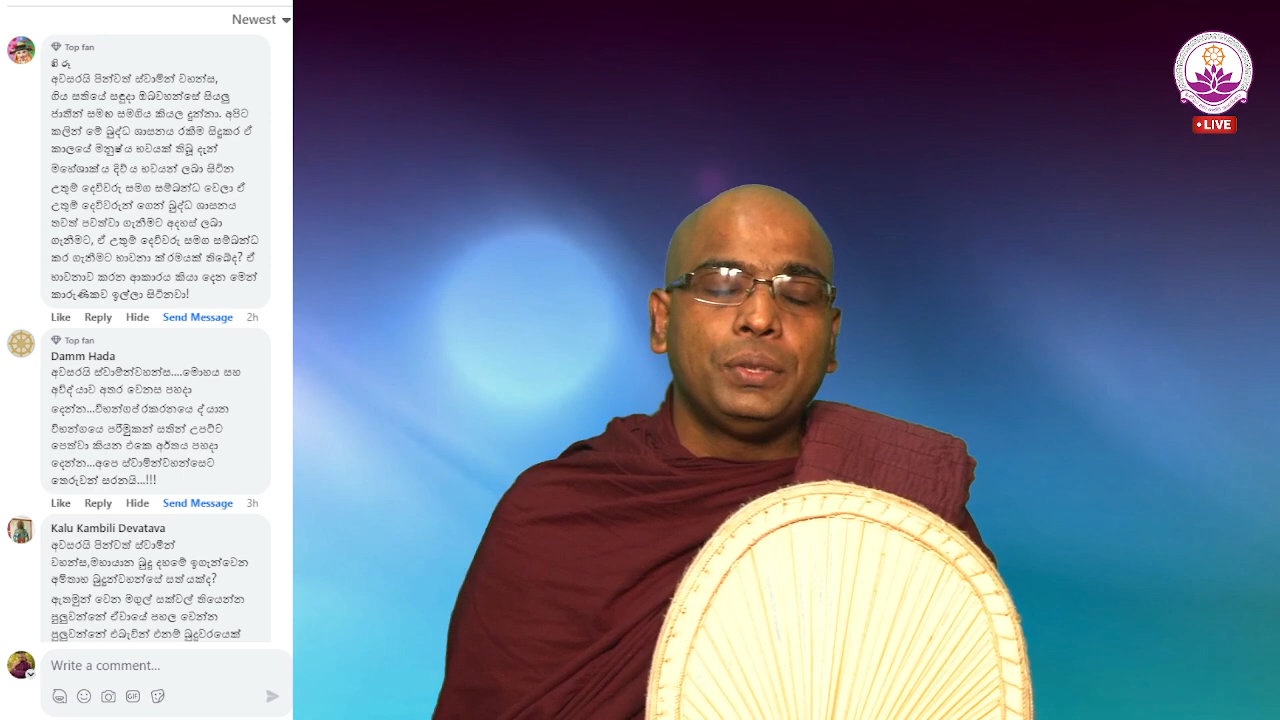 Newest
Top fan
හි රූ
අවසරයි පින්වත් ස්වාමීන් වහන්ස,
ගිය සතියේ සඳුදා ඔබවහන්සේ සියලු
ජාතීන් සමඟ සමගිය කියල දුන්නා. අපිට
කලින් මේ බුද්ධ ශාසනය රකිම සිදුකර ඒ
කාලයේ මනුෂ්‍ය භවයක් තිබූ දැන්
මහේශාක්‍ය දිව්‍ය භවයන් ලබා සිටින
උතුම් දෙවිවරු සමග සම්බන්ධ වෙලා ඒ
උතුම් දෙවිවරුන් ගෙන් බුද්ධ ශාසනය
තවත් පවත්වා ගැනීමට අදහස් ලබා
ගැනීමට, ඒ උතුම් දෙවිවරු සමග සම්බන්ධ
කර ගැනීමට භාවනා ක්‍රමයක් තිබේද? ඒ
භාවනාව කරන ආකාරය කියා දෙන මෙන්
කාරුණිකව ඉල්ලා සිටිනවා!
Like Reply Hide Send Message 2h
Top fan
Damm Hada
අවසරයි ස්වාමීන්වහන්ස....මොහය සහ
අවිද්‍යාව අතර වෙනස පහදා
දෙන්න...විභන්ගප්‍රකරනයෙ ද්‍යාන
විභන්ගයෙ පරිමුකන් සතින් උපට්ට
පෙත්වා කියන එකෙ අර්තය පහදා
දෙන්න...අපෙ ස්වාමීන්වහන්සෙට
තෙරුවන් සරනයි...!!!
Like Reply Hide Send Message 3h
Kalu Kambili Devatava
අවසරයි පින්වත් ස්වාමීන්
වහන්ස,මහායාන බුදු දහමේ ඉගැන්වෙන
අමිතාභ බුදුන්වහන්සේ සත්‍යක්ද?
ඇතමුන් වෙන මගුල් සක්වල් තියෙන්න
පුලුවන්නේ ඒවායේ පහල වෙන්න
පුලුවන්නේ එබැවින් එනම් බුදුවරයෙක්
Write a comment...
GIF
LIVE